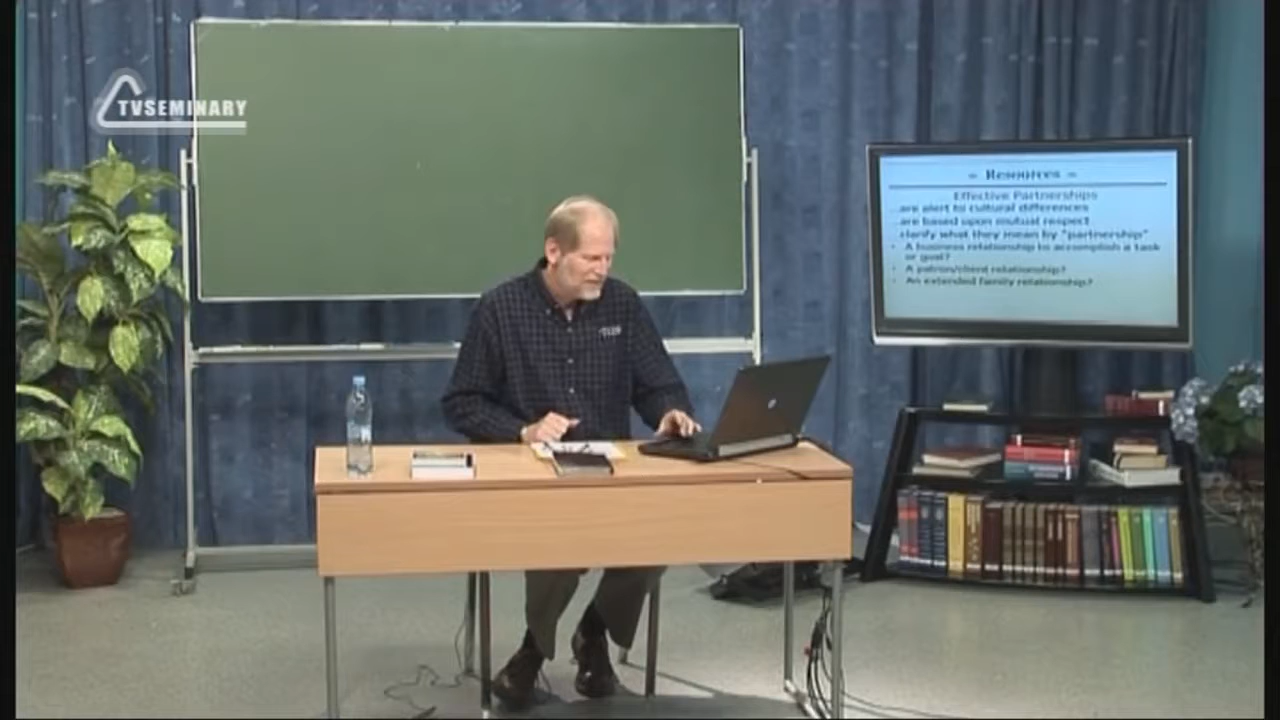 TVSEMINARY
Resources
Effective Partnerships
...are alert to cultural differences
...are based upon mutual respect
clarify what they mean by "partnership"
• A business relationship to accomplish a task
or goal?
• A patron/client relationship?
• An extended family relationship?